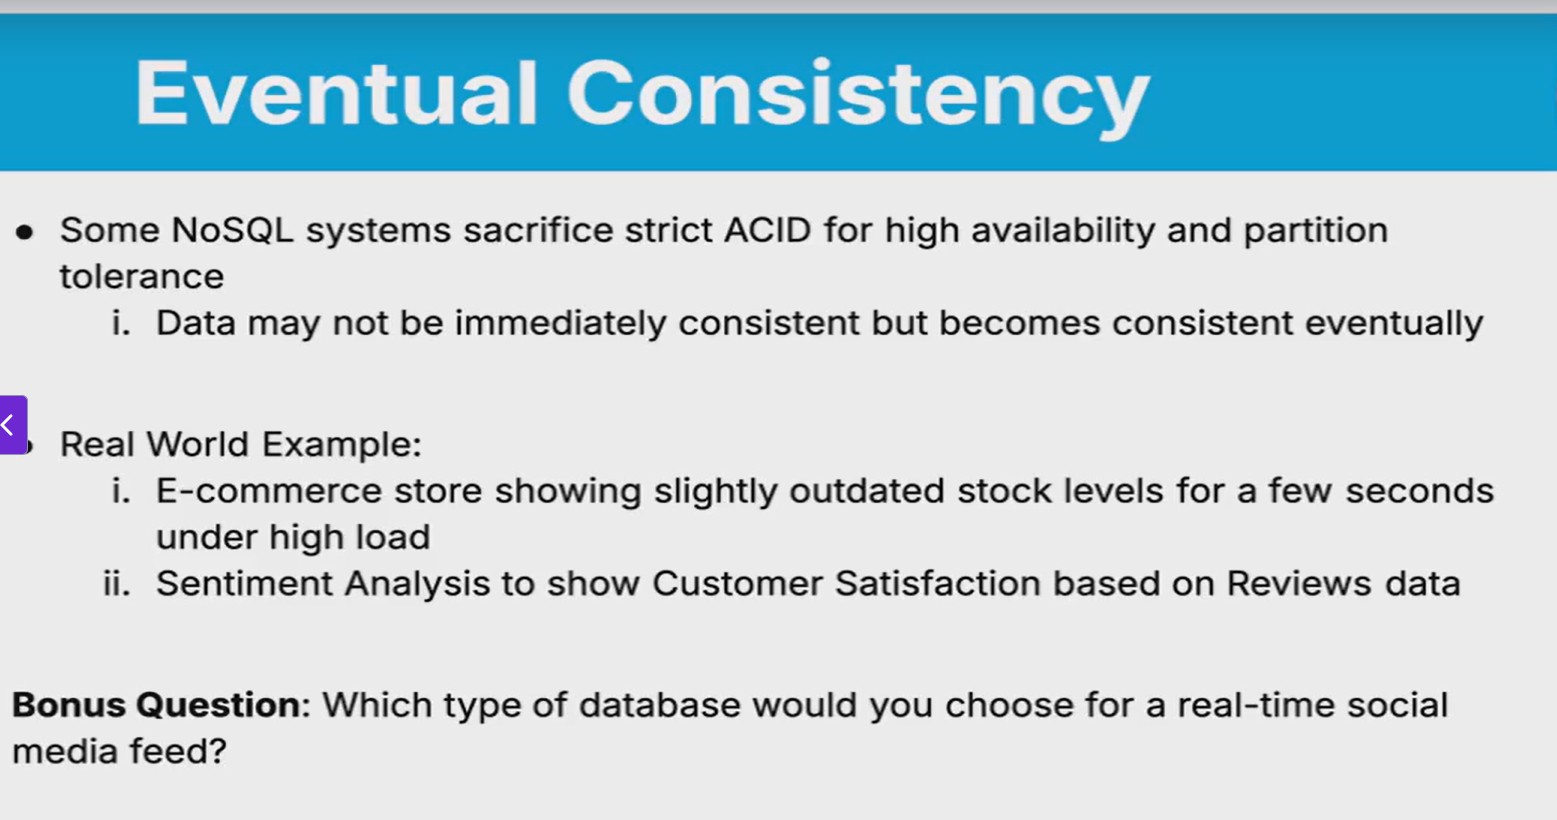 Eventual Consistency
● Some NoSQL systems sacrifice strict ACID for high availability and partition
tolerance
i. Data may not be immediately consistent but becomes consistent eventually
Real World Example:
i. E-commerce store showing slightly outdated stock levels for a few seconds
under high load
ii. Sentiment Analysis to show Customer Satisfaction based on Reviews data
Bonus Question: Which type of database would you choose for a real-time social
media feed?